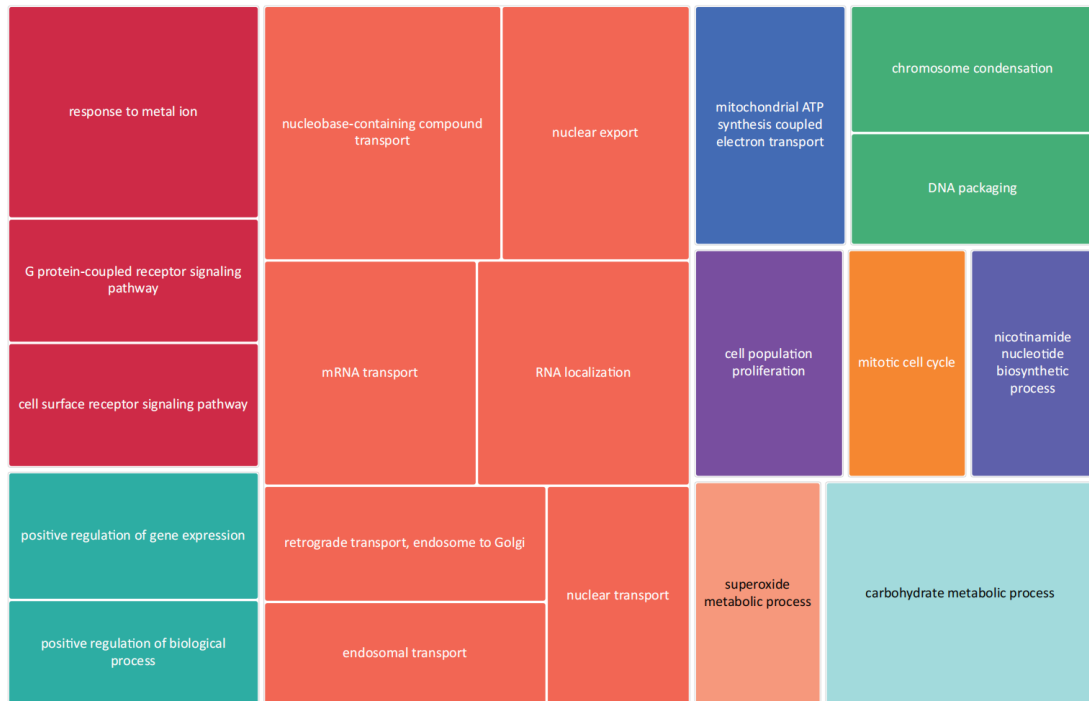 response to metal ion
G protein-coupled receptor signaling
pathway
cell surface receptor signaling pathway
positive regulation of gene expression
positive regulation of biological
process
nucleobase-containing compound
transport
nuclear export
mRNA transport
RNA localization
retrograde transport, endosome to Golgi
endosomal transport
nuclear transport
mitochondrial ATP
synthesis coupled
electron transport
chromosome condensation
DNA packaging
cell population
proliferation
mitotic cell cycle
nicotinamide
nucleotide
biosynthetic
process
superoxide
metabolic process
carbohydrate metabolic process